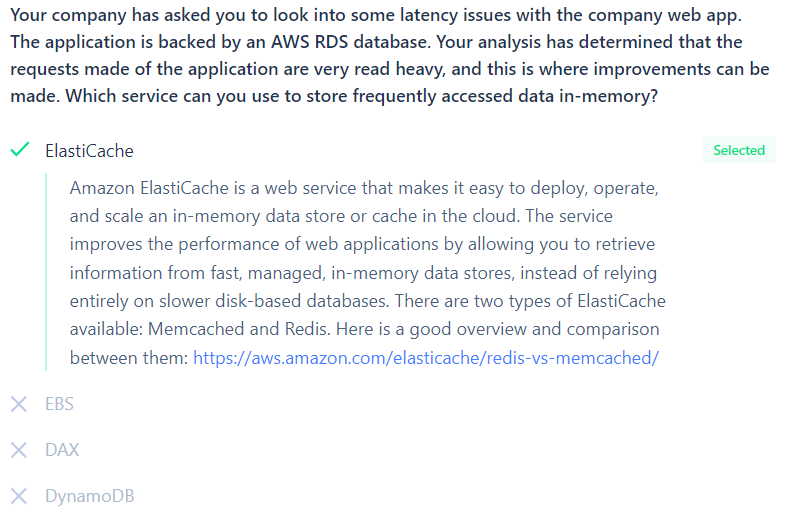 Your company has asked you to look into some latency issues with the company web app.
The application is backed by an AWS RDS database. Your analysis has determined that the
requests made of the application are very read heavy, and this is where improvements can be
made. Which service can you use to store frequently accessed data in-memory?
ElastiCache
Selected
Amazon ElastiCache is a web service that makes it easy to deploy, operate,
and scale an in-memory data store or cache in the cloud. The service
improves the performance of web applications by allowing you to retrieve
information from fast, managed, in-memory data stores, instead of relying
entirely on slower disk-based databases. There are two types of ElastiCache
available: Memcached and Redis. Here is a good overview and comparison
between them: https://aws.amazon.com/elasticache/redis-vs-memcached/
EBS
DAX
DynamoDB